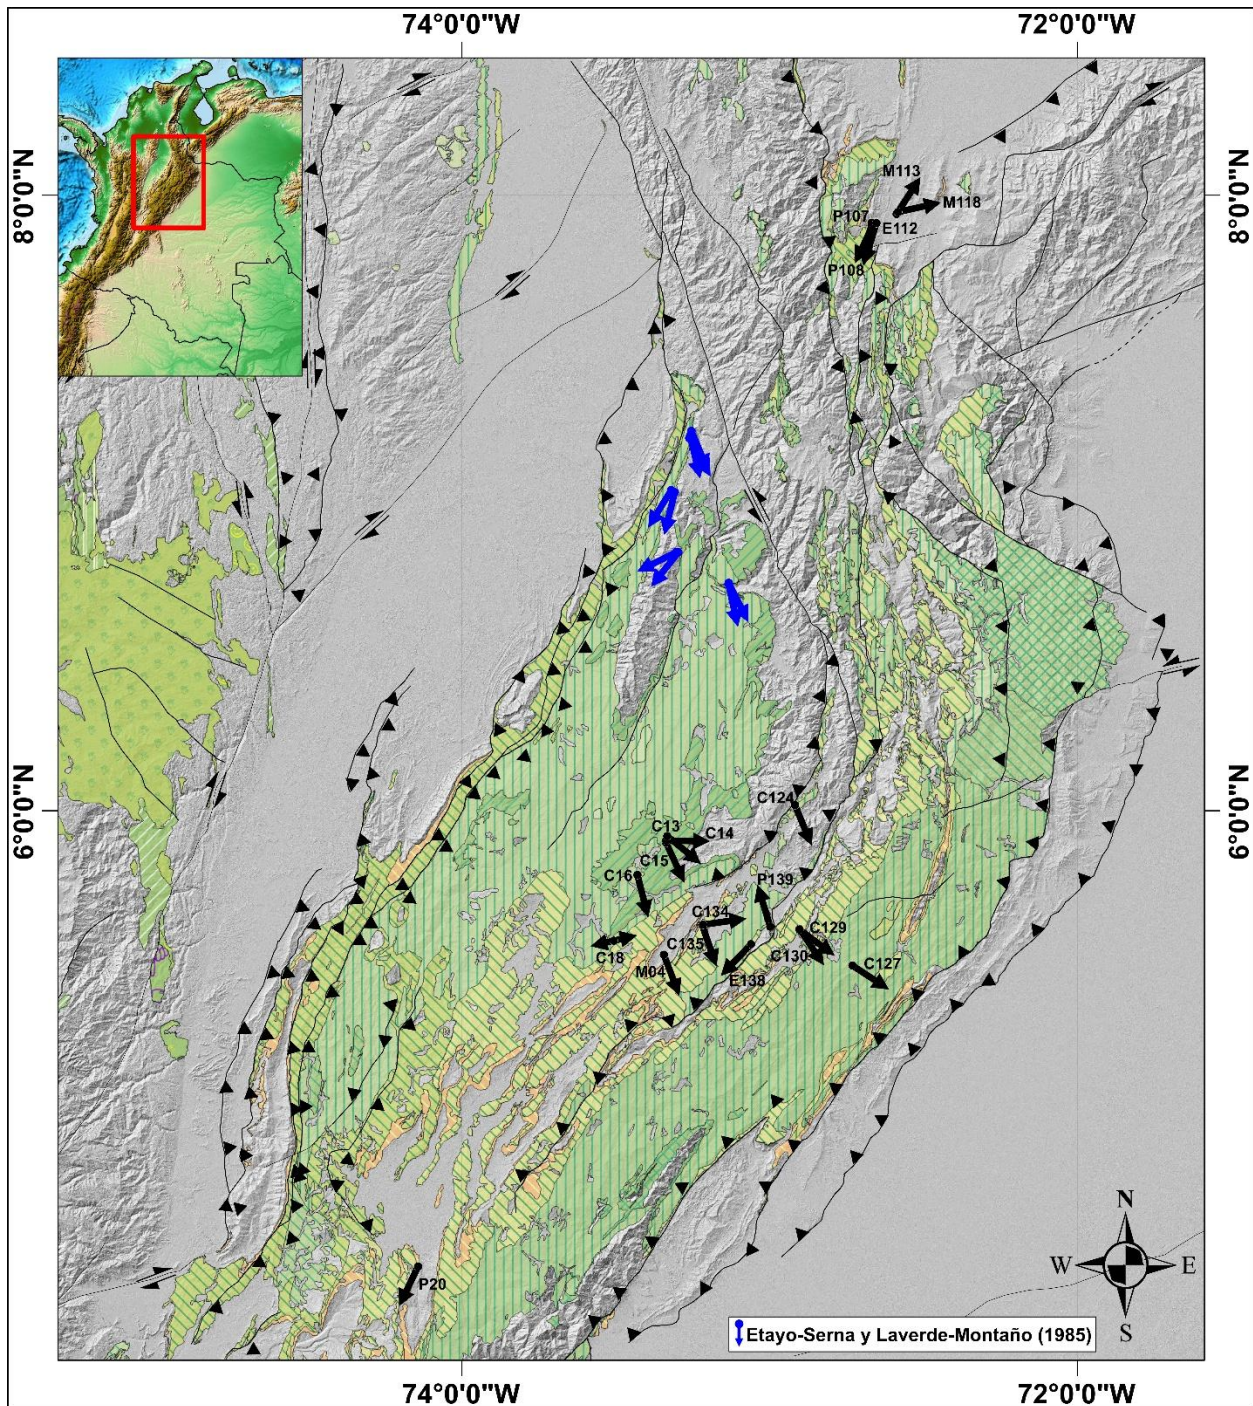 74°0'0"W
72°0'0"W
8°0'0"N
8°0'0"N
M113
M118
P107
E112
P108
6°0'0"N
6°0'0"N
C124
C13
C14
C15
C16
P139
C134
C129
C18
C135
C130
M04
E138
C127
N
W
E
S
P20
Etayo-Serna y Laverde-Montaño (1985)
74°0'0"W
72°0'0"W